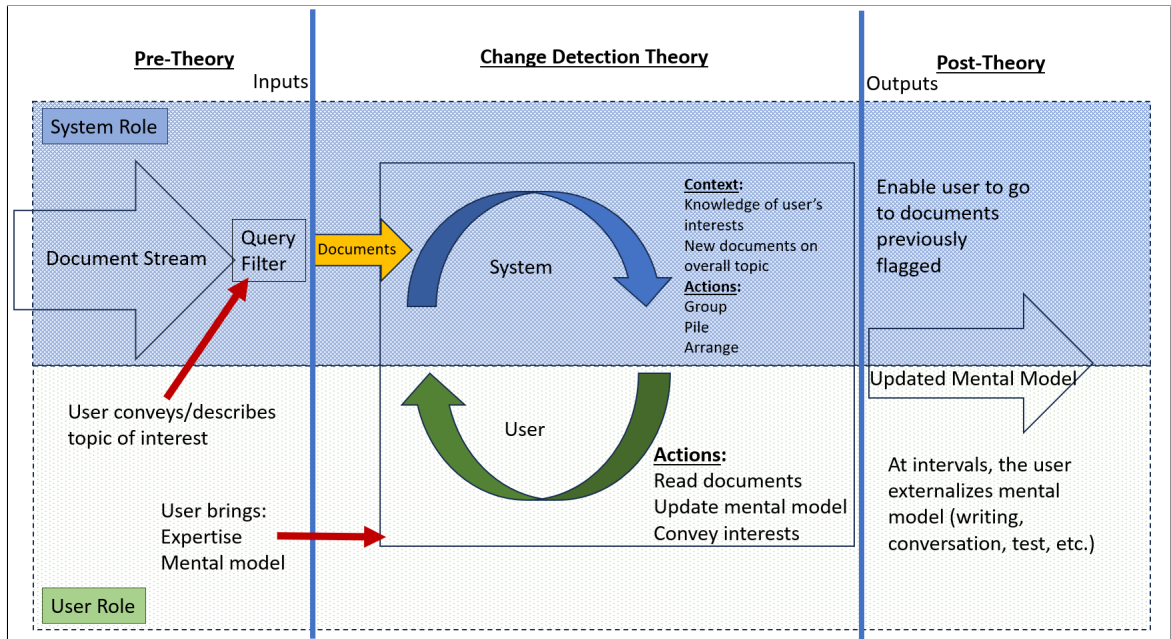 Pre-Theory
Change Detection Theory
Post-Theory
Inputs
Outputs
System Role
Document Stream
Query
Filter
Documents
System
Context:
Knowledge of user's
interests
New documents on
overall topic
Actions:
Group
Pile
Arrange
Enable user to go
to documents
previously
flagged
Updated Mental Model
User conveys/describes
topic of interest
User
Actions:
Read documents
Update mental model
Convey interests
User brings:
Expertise
Mental model
At intervals, the user
externalizes mental
model (writing,
conversation, test, etc.)
User Role